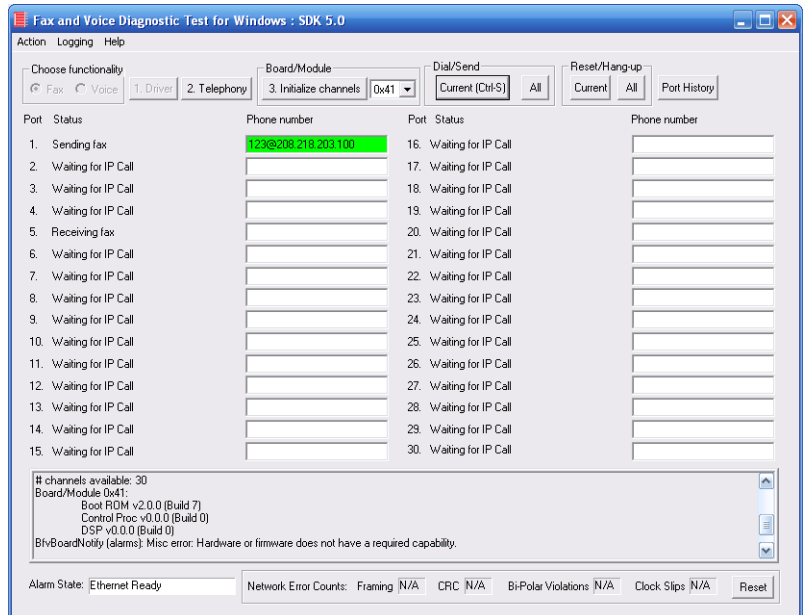 Fax and Voice Diagnostic Test for Windows : SDK 5.0
Action Logging Help
Choose functionality Board/Module Dial/Send Reset/Hang-up
Fax Voice 1. Driver 2. Telephony 3. Initialize channels 0x41 Current (Ctrl-S) All Current All Port History
Port Status Phone number Port Status Phone number
1. Sending fax 123@208.218.203.100 16. Waiting for IP Call
2. Waiting for IP Call 17. Waiting for IP Call
3. Waiting for IP Call 18. Waiting for IP Call
4. Waiting for IP Call 19. Waiting for IP Call
5. Receiving fax 20. Waiting for IP Call
6. Waiting for IP Call 21. Waiting for IP Call
7. Waiting for IP Call 22. Waiting for IP Call
8. Waiting for IP Call 23. Waiting for IP Call
9. Waiting for IP Call 24. Waiting for IP Call
10. Waiting for IP Call 25. Waiting for IP Call
11. Waiting for IP Call 26. Waiting for IP Call
12. Waiting for IP Call 27. Waiting for IP Call
13. Waiting for IP Call 28. Waiting for IP Call
14. Waiting for IP Call 29. Waiting for IP Call
15. Waiting for IP Call 30. Waiting for IP Call
# channels available: 30
Board/Module 0x41:
Boot ROM v2.0.0 (Build 7)
Control Proc v0.0.0 (Build 0)
DSP v0.0.0 (Build 0)
BfvBoardNotify (alarms): Misc error: Hardware or firmware does not have a required capability.
Alarm State: Ethernet Ready Network Error Counts: Framing N/A CRC N/A Bi-Polar Violations N/A Clock Slips N/A Reset